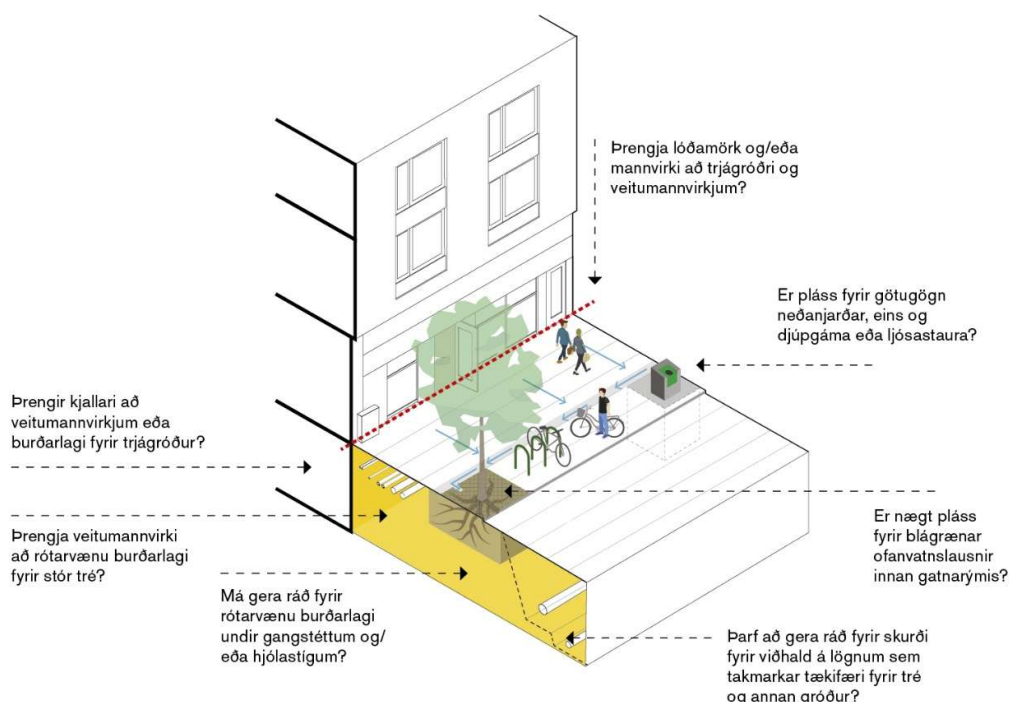 Þrengja lóðamörk og/eða
mannvirki að trjágróðri og
veitumannvirkjum?
Er pláss fyrir götugögn
neðanjarðar, eins og
djúpgáma eða ljósastaura?
Þrengir kjallari að
veitumannvirkjum eða
burðarlagi fyrir trjágróður?
Þrengja veitumannvirki
að rótarvænu burðarlagi
fyrir stór tré?
Má gera ráð fyrir
rótarvænu burðarlagi
undir gangstéttum og/
eða hjólastígum?
Er nægt pláss
fyrir blágrænar
ofanvatnslausnir
innan gatnarýmis?
Þarf að gera ráð fyrir skurði
fyrir viðhald á lögnum sem
takmarkar tækifæri fyrir tré
og annan gróður?